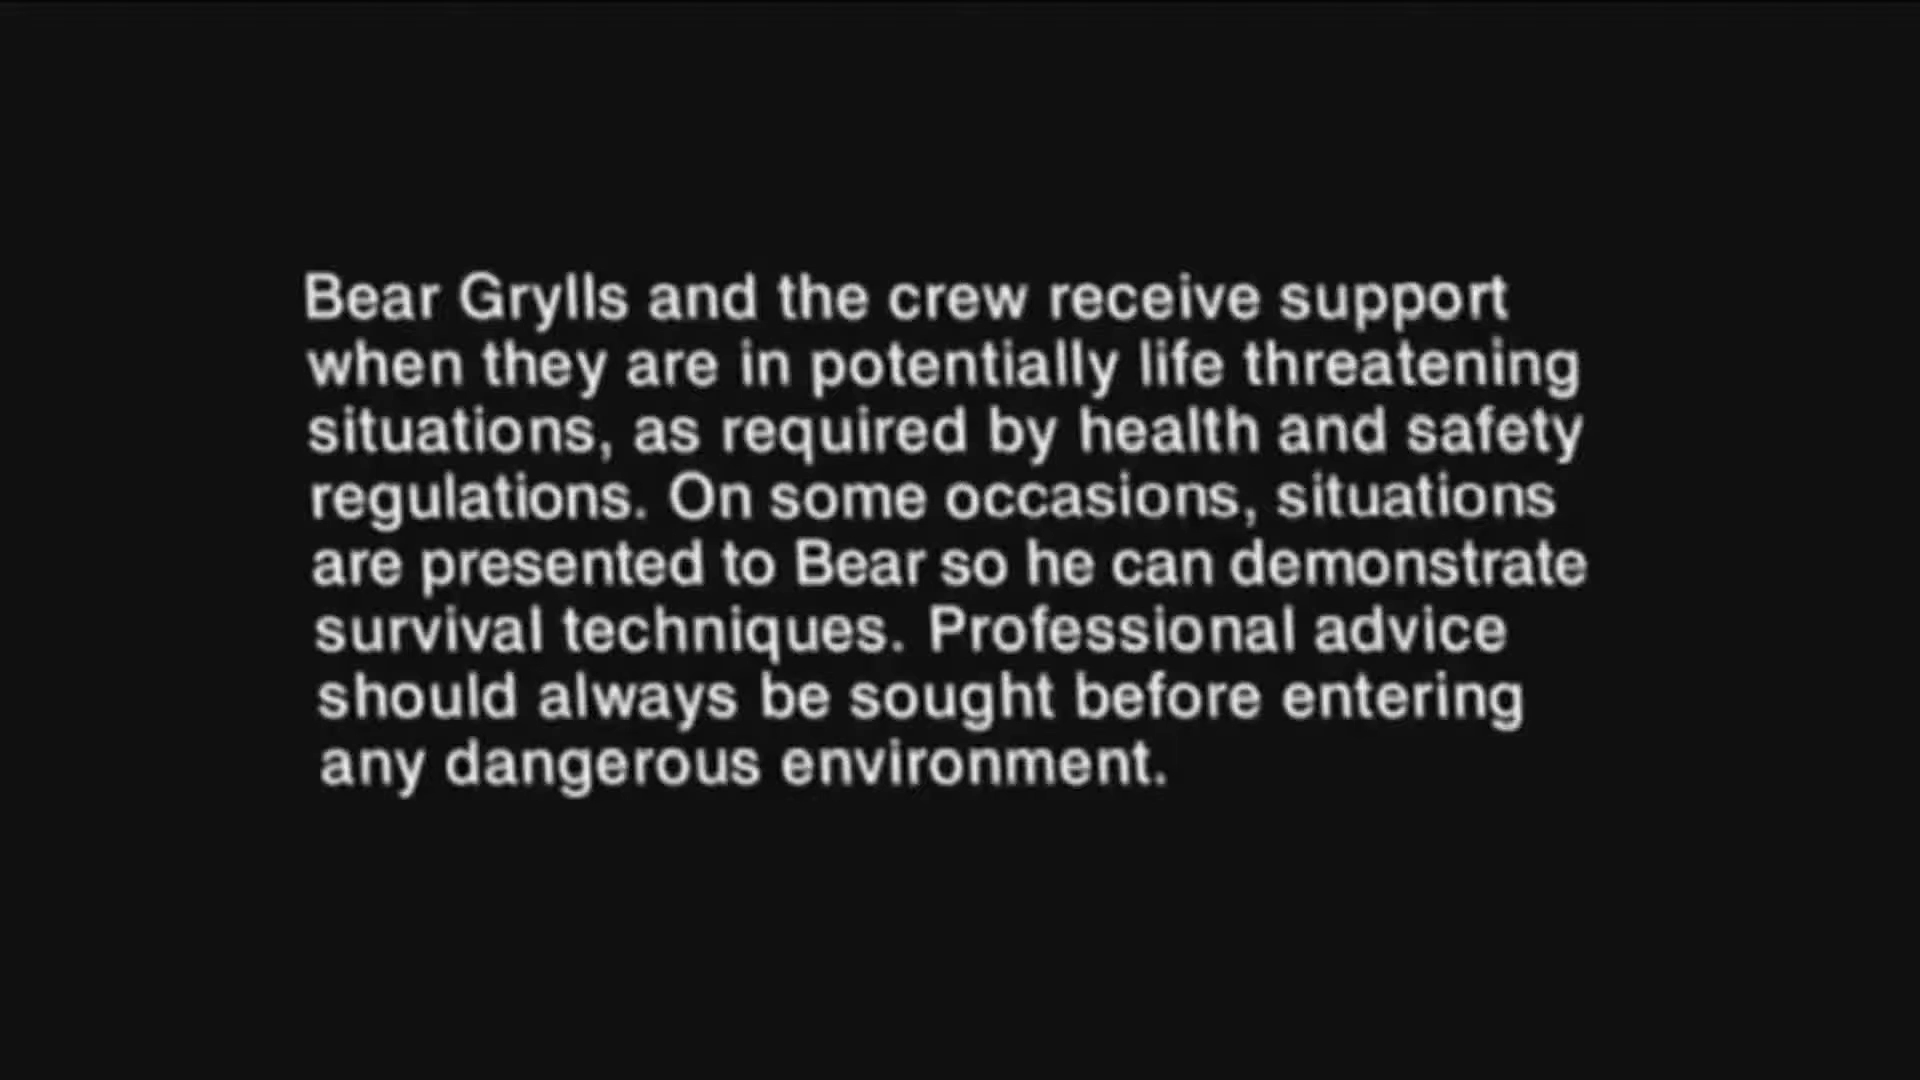 Bear Grylls and the crew receive support
when they are in potentially life threatening
situations, as required by health and safety
regulations. On some occasions, situations
are presented to Bear so he can demonstrate
survival techniques. Professional advice
should always be sought before entering
any dangerous environment.